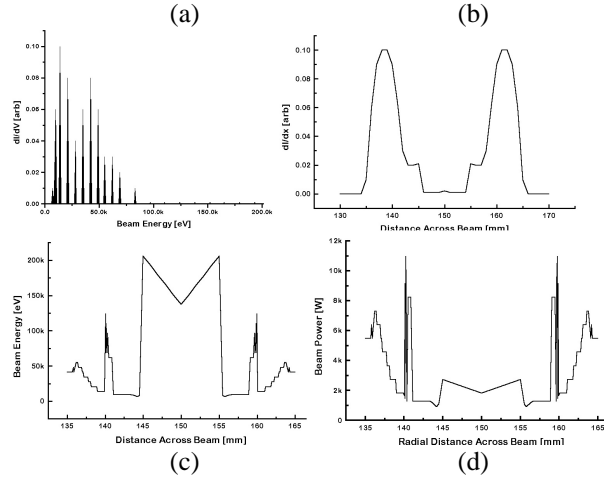 (a)
(b)
0.10
0.08
0.06
0.04
0.02
0.00
dI/dV [arb]
0.0
50.0k
100.0k
150.0k
200.0k
Beam Energy [eV]
0.10
0.08
0.06
0.04
0.02
0.00
dI/dx [arb]
130
140
150
160
170
Distance Across Beam [mm]
200k
150k
100k
50k
0
Beam Energy [eV]
135
140
145
150
155
160
165
Distance Across Beam [mm]
12k
10k
8k
6k
4k
2k
0
Beam Power [W]
135
140
145
150
155
160
165
Radial Distance Across Beam [mm]
(c)
(d)